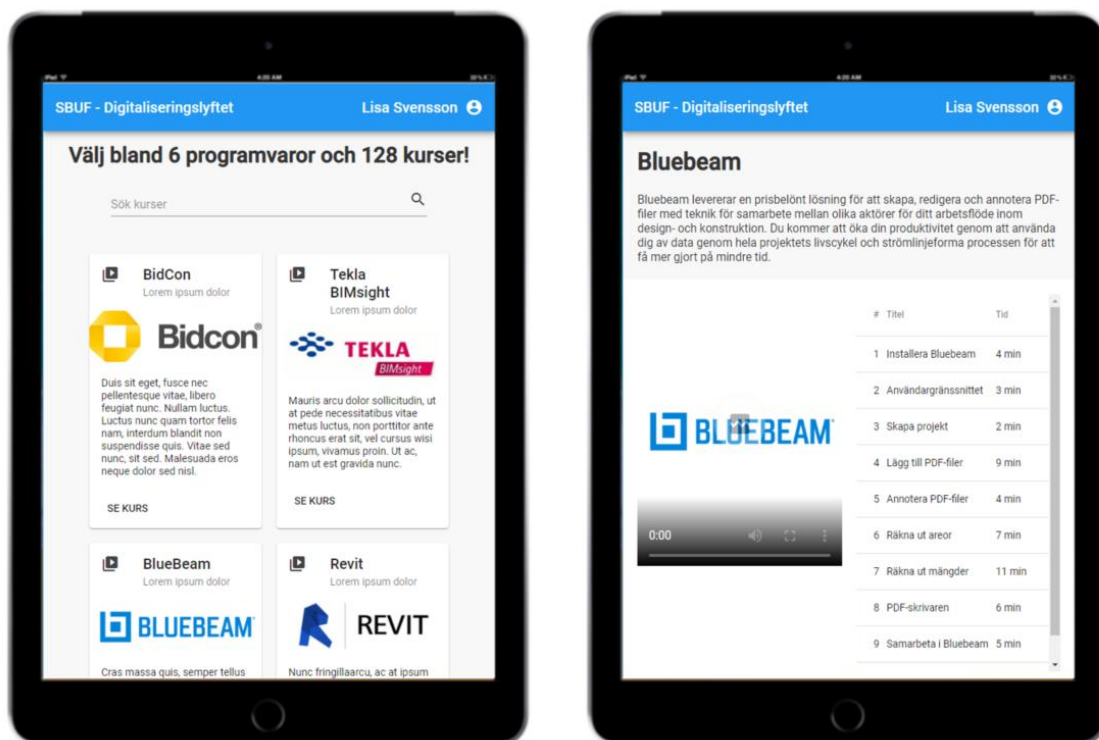 iPad
4:20 AM
SBUF - Digitaliseringslyftet
Lisa Svensson
Välj bland 6 programvaror och 128 kurser!
Sök kurser
BidCon
Lorem ipsum dolor
Bidcon®
Duis sit eget, fusce nec
pellentesque vitae, libero
feugiat nunc. Nullam luctus.
Luctus nunc quam tortor felis
nam, interdum blandit non
suspendisse quis. Vitae sed
nunc, sit sed. Malesuada eros
neque dolor sed nisl.
SE KURS
Tekla
BIMsight
Lorem ipsum dolor
TEKLA
BIMsight
Mauris arcu dolor sollicitudin, ut
at pede necessitatibus vitae
metus luctus, non porttitor ante
rhoncus erat sit, vel cursus wisi
ipsum, vivamus proin. Ut ac,
nam ut est gravida nunc.
SE KURS
BlueBeam
Lorem ipsum dolor
BLUEBEAM
Cras massa quis, semper tellus
Revit
Lorem ipsum dolor
REVIT
Nunc fringillaarcu, ac at ipsum
iPad
4:20 AM
SBUF - Digitaliseringslyftet
Lisa Svensson
Bluebeam
Bluebeam levererar en prisbelönt lösning för att skapa, redigera och annotera PDF-
filer med teknik för samarbete mellan olika aktörer för ditt arbetsflöde inom
design- och konstruktion. Du kommer att öka din produktivitet genom att använda
dig av data genom hela projektets livscykel och strömlinjeforma processen för att
få mer gjort på mindre tid.
BLUEBEAM
0:00
# Titel Tid
1 Installera Bluebeam 4 min
2 Användargränssnittet 3 min
3 Skapa projekt 2 min
4 Lägg till PDF-filer 9 min
5 Annotera PDF-filer 4 min
6 Räkna ut areor 7 min
7 Räkna ut mängder 11 min
8 PDF-skrivaren 6 min
9 Samarbeta i Bluebeam 5 min